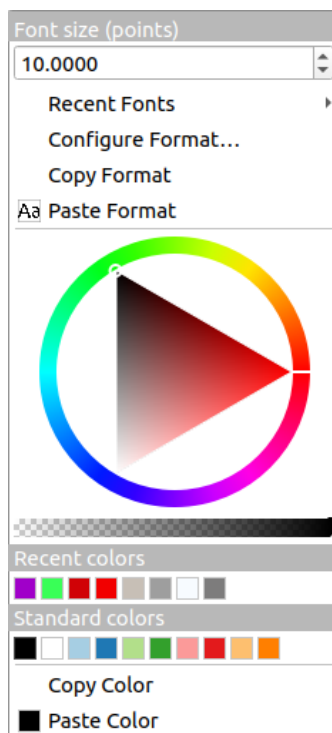 Font size (points)
10.0000
Recent Fonts
Configure Format…
Copy Format
Aa Paste Format
Recent colors
Standard colors
Copy Color
Paste Color